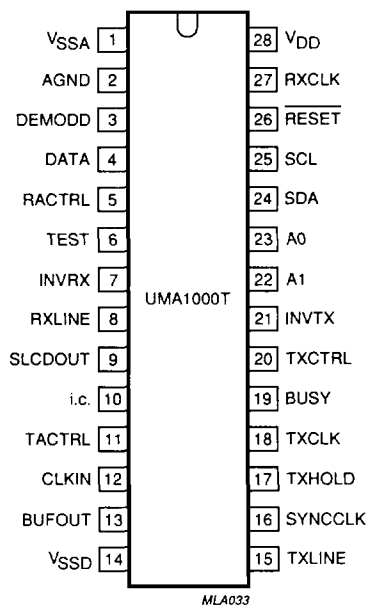 VSSA 1 28 VDD
AGND 2 27 RXCLK
DEMODD 3 26 RESET
DATA 4 25 SCL
RACTRL 5 24 SDA
TEST 6 23 A0
INVRX 7 22 A1
UMA1000T
RXLINE 8 21 INVTX
SLCDOUT 9 20 TXCTRL
i.c. 10 19 BUSY
TACTRL 11 18 TXCLK
CLKIN 12 17 TXHOLD
BUFOUT 13 16 SYNCCLK
VSSD 14 15 TXLINE
MLA033